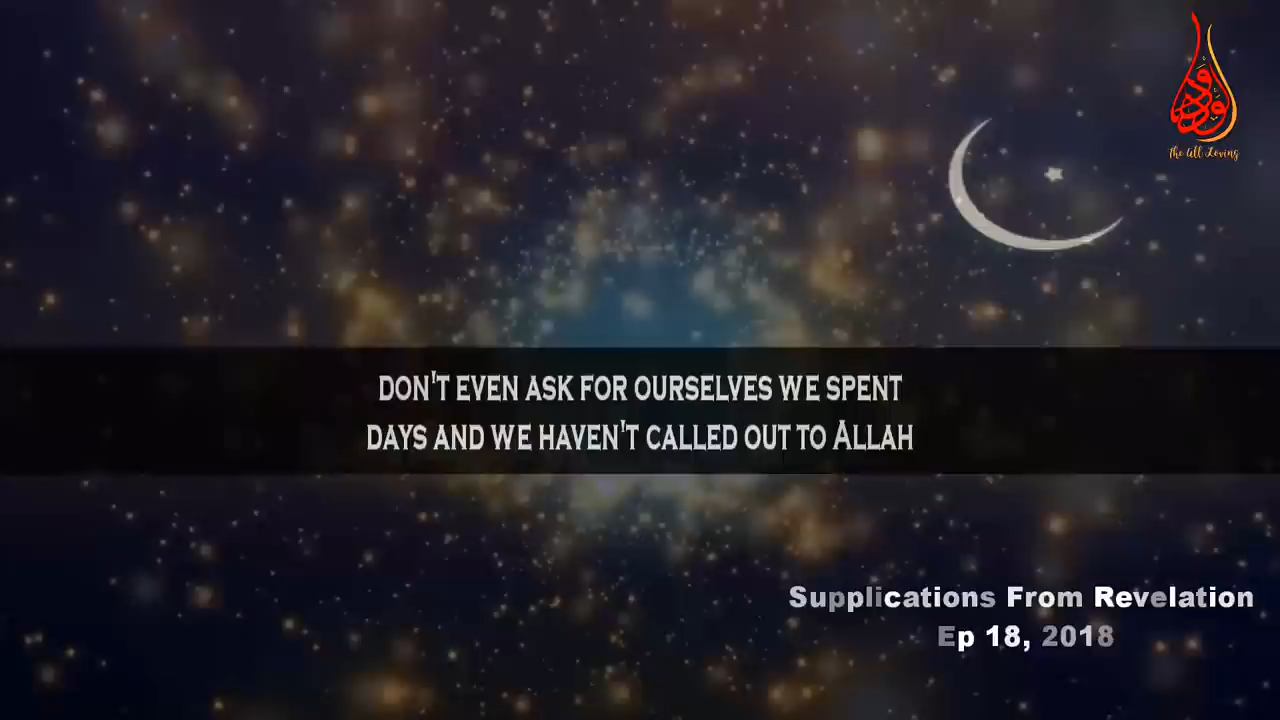 الودود
The All Loving
DON'T EVEN ASK FOR OURSELVES WE SPENT
DAYS AND WE HAVEN'T CALLED OUT TO ALLAH
Supplications From Revelation
Ep 18, 2018